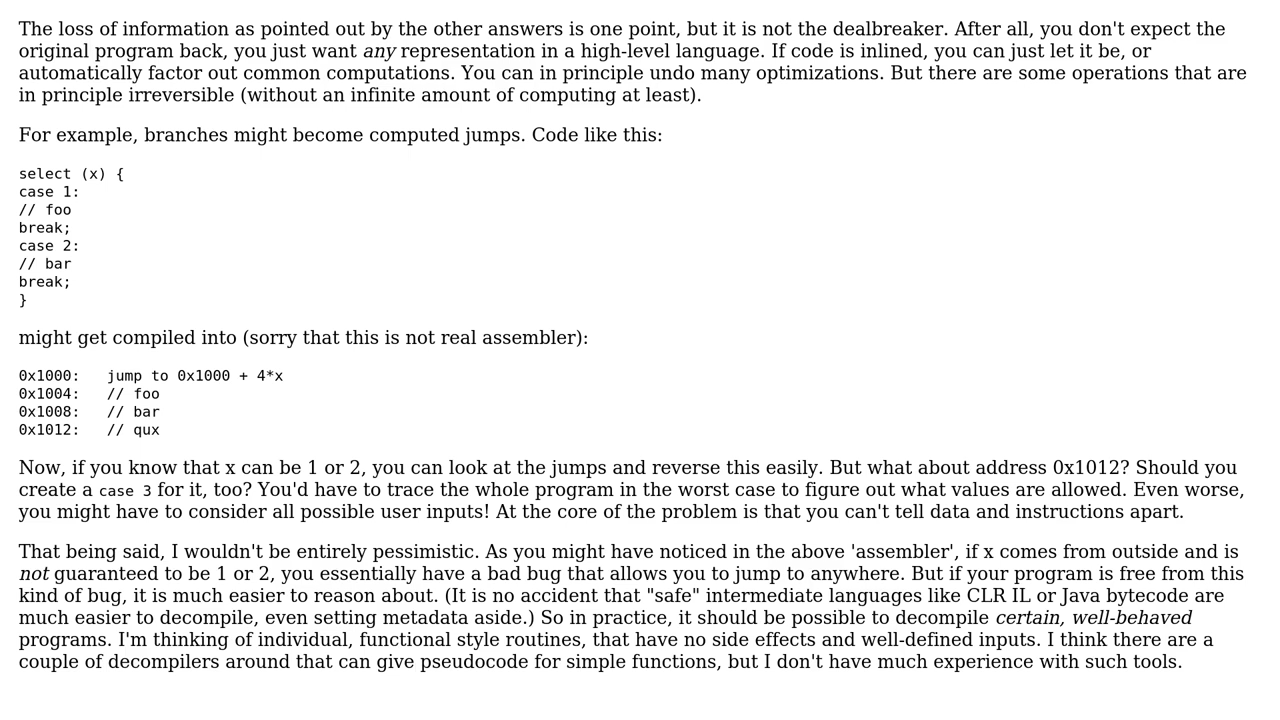 The loss of information as pointed out by the other answers is one point, but it is not the dealbreaker. After all, you don't expect the
original program back, you just want any representation in a high-level language. If code is inlined, you can just let it be, or
automatically factor out common computations. You can in principle undo many optimizations. But there are some operations that are
in principle irreversible (without an infinite amount of computing at least).
For example, branches might become computed jumps. Code like this:
select (x) {
case 1:
// foo
break;
case 2:
// bar
break;
}
might get compiled into (sorry that this is not real assembler):
0x1000:   jump to 0x1000 + 4*x
0x1004:   // foo
0x1008:   // bar
0x1012:   // qux
Now, if you know that x can be 1 or 2, you can look at the jumps and reverse this easily. But what about address 0x1012? Should you
create a case 3 for it, too? You'd have to trace the whole program in the worst case to figure out what values are allowed. Even worse,
you might have to consider all possible user inputs! At the core of the problem is that you can't tell data and instructions apart.
That being said, I wouldn't be entirely pessimistic. As you might have noticed in the above 'assembler', if x comes from outside and is
not guaranteed to be 1 or 2, you essentially have a bad bug that allows you to jump to anywhere. But if your program is free from this
kind of bug, it is much easier to reason about. (It is no accident that "safe" intermediate languages like CLR IL or Java bytecode are
much easier to decompile, even setting metadata aside.) So in practice, it should be possible to decompile certain, well-behaved
programs. I'm thinking of individual, functional style routines, that have no side effects and well-defined inputs. I think there are a
couple of decompilers around that can give pseudocode for simple functions, but I don't have much experience with such tools.